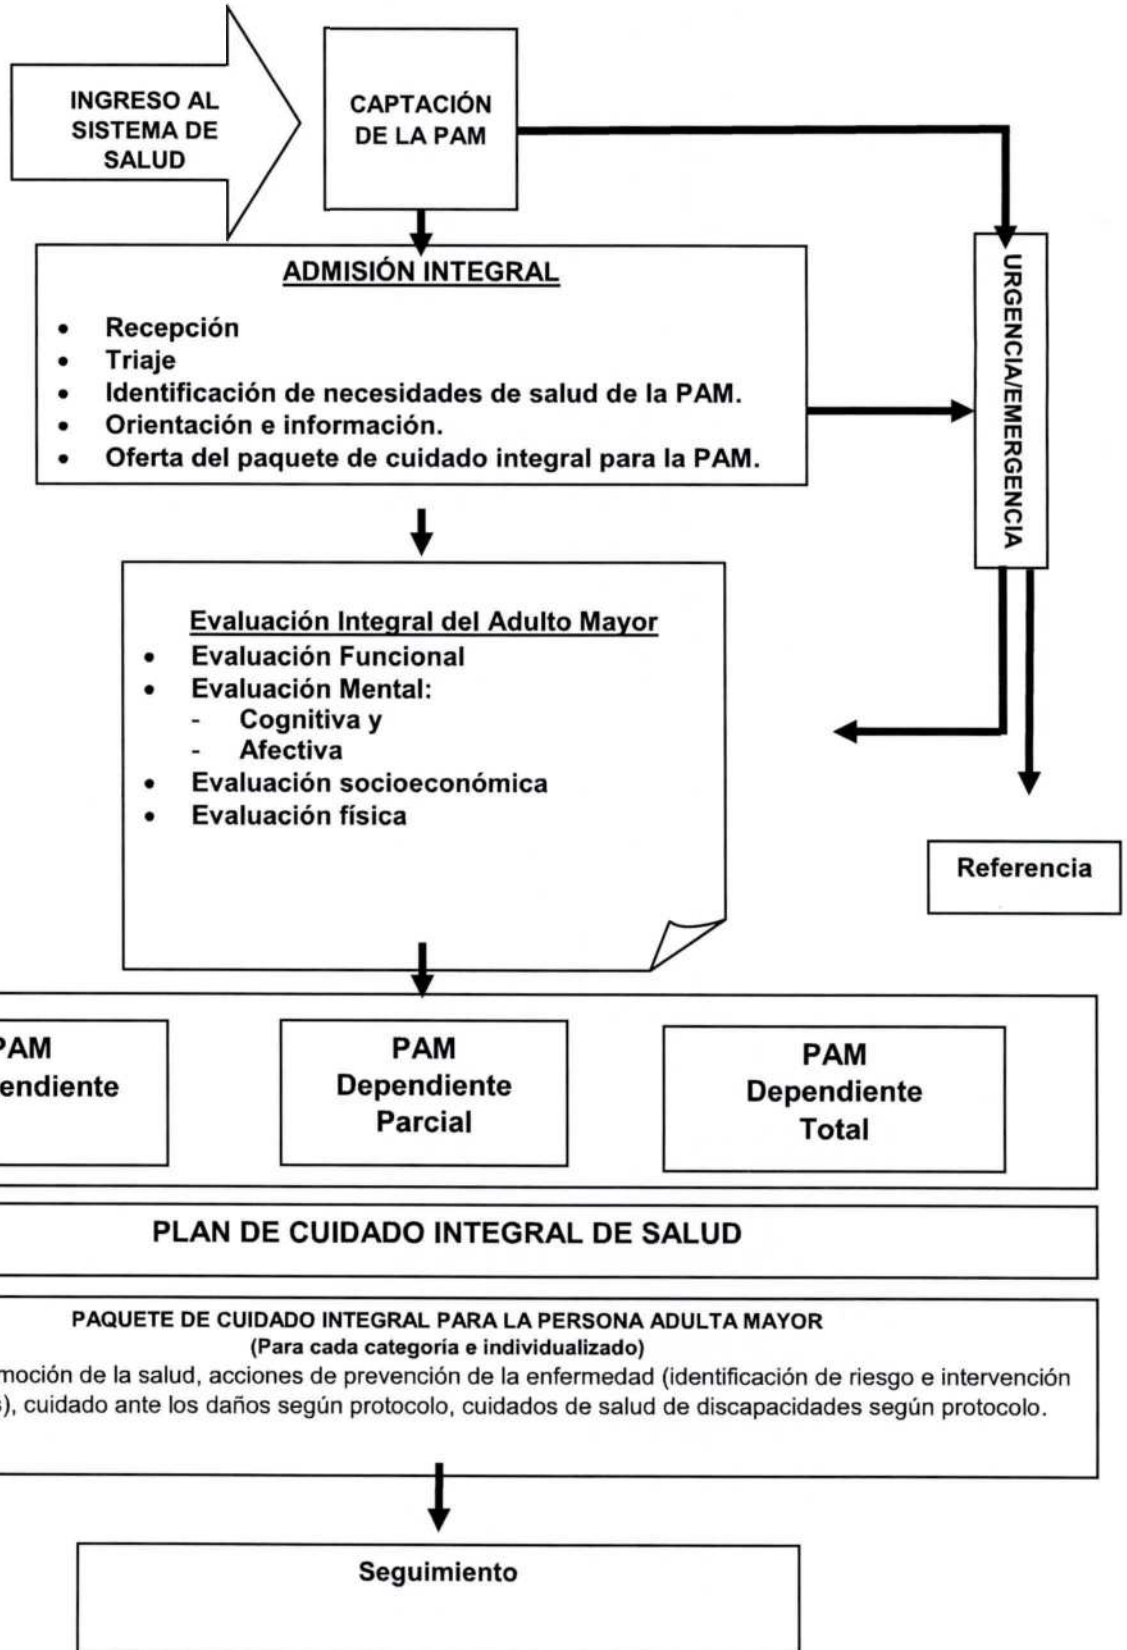 INGRESO AL
SISTEMA DE
SALUD
CAPTACIÓN
DE LA PAM
URGENCIA/EMERGENCIA
ADMISIÓN INTEGRAL
• Recepción
• Triaje
• Identificación de necesidades de salud de la PAM.
• Orientación e información.
• Oferta del paquete de cuidado integral para la PAM.
Evaluación Integral del Adulto Mayor
• Evaluación Funcional
• Evaluación Mental:
- Cognitiva y
- Afectiva
• Evaluación socioeconómica
• Evaluación física
Referencia
PAM
endiente
PAM
Dependiente
Parcial
PAM
Dependiente
Total
PLAN DE CUIDADO INTEGRAL DE SALUD
PAQUETE DE CUIDADO INTEGRAL PARA LA PERSONA ADULTA MAYOR
(Para cada categoría e individualizado)
moción de la salud, acciones de prevención de la enfermedad (identificación de riesgo e intervención
s), cuidado ante los daños según protocolo, cuidados de salud de discapacidades según protocolo.
Seguimiento